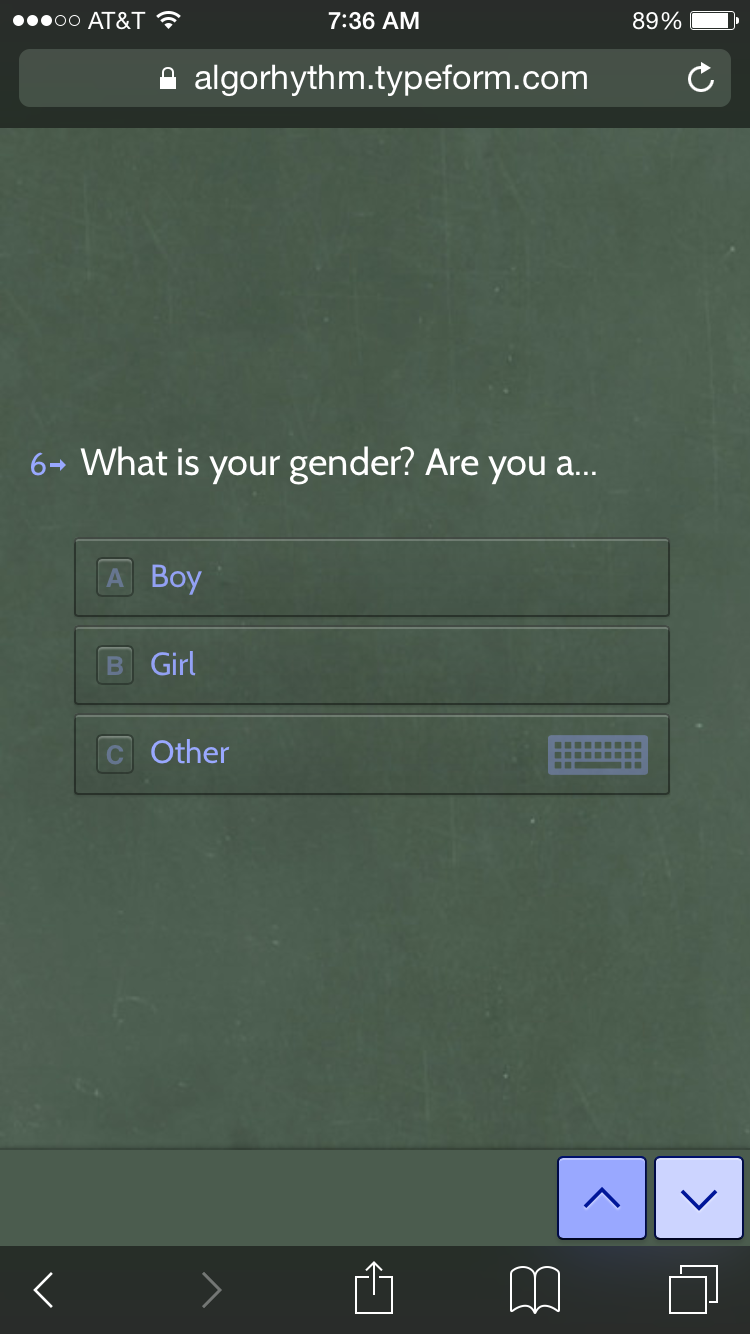 AT&T 7:36 AM 89%
algorhythm.typeform.com
6 What is your gender? Are you a...
A Boy
B Girl
C Other